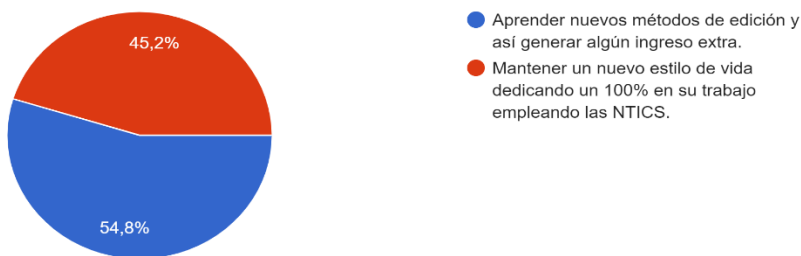 45,2%
54,8%
Aprender nuevos métodos de edición y
así generar algún ingreso extra.
Mantener un nuevo estilo de vida
dedicando un 100% en su trabajo
empleando las NTICS.